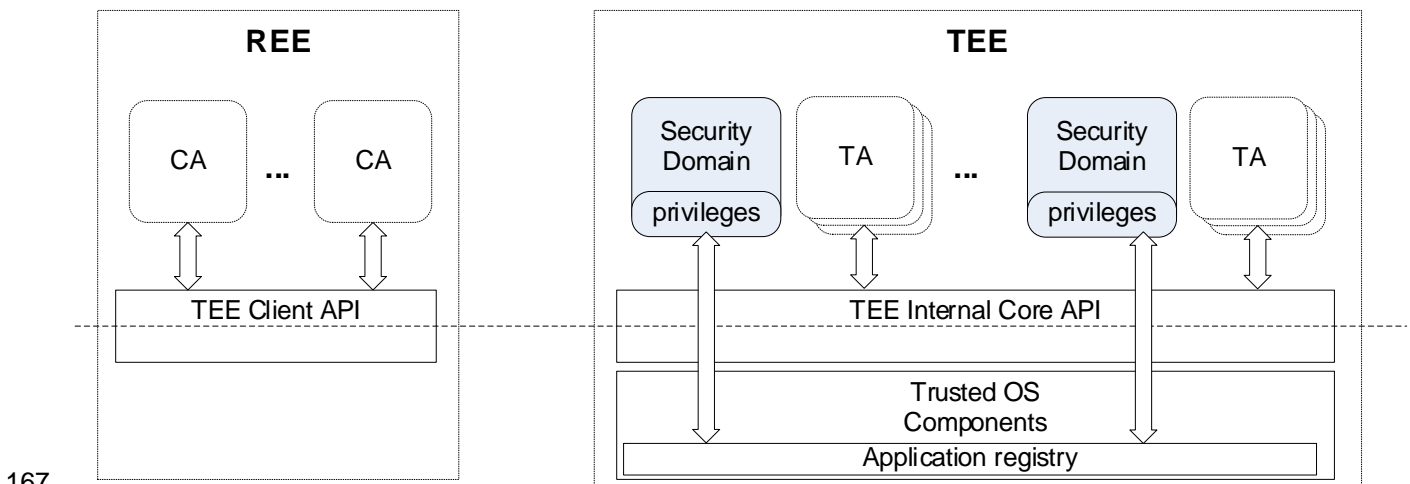 REE
TEE
CA
...
CA
Security
Domain
privileges
TA
...
Security
Domain
privileges
TA
TEE Client API
TEE Internal Core API
Trusted OS
Components
Application registry
167